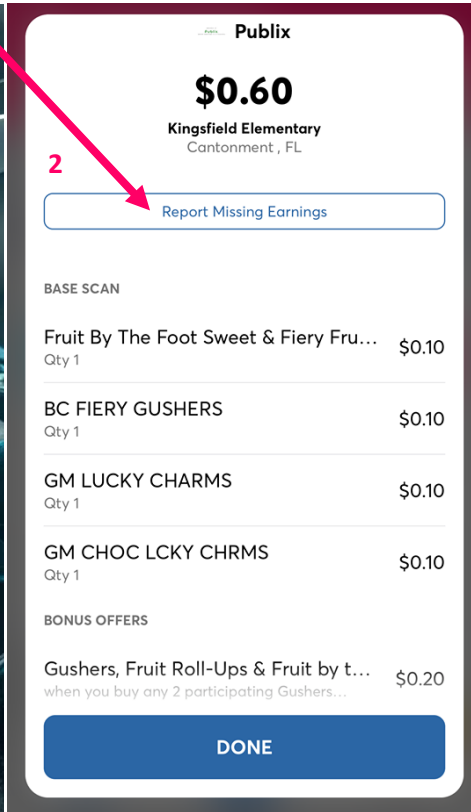 Publix
$0.60
Kingsfield Elementary
Cantonment , FL
2
Report Missing Earnings
BASE SCAN
Fruit By The Foot Sweet & Fiery Fru... $0.10
Qty 1
BC FIERY GUSHERS $0.10
Qty 1
GM LUCKY CHARMS $0.10
Qty 1
GM CHOC LCKY CHRMS $0.10
Qty 1
BONUS OFFERS
Gushers, Fruit Roll-Ups & Fruit by t... $0.20
when you buy any 2 participating Gushers...
DONE